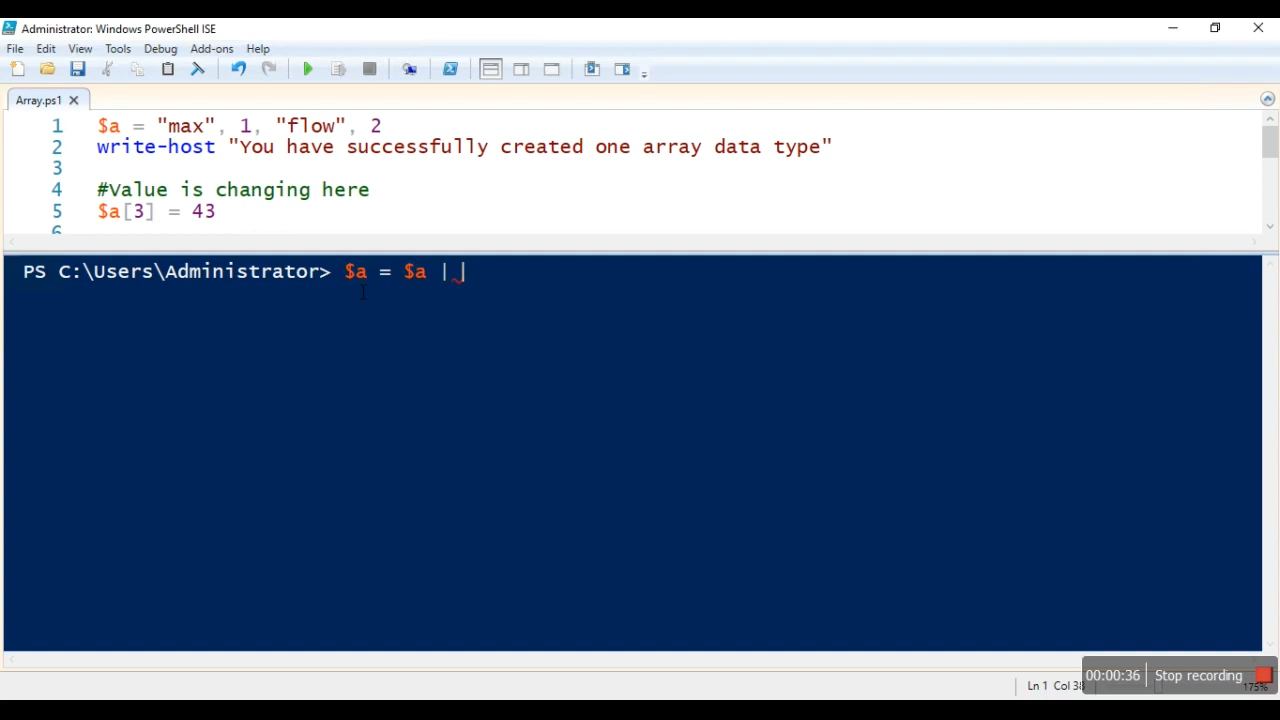 Administrator: Windows PowerShell ISE
File Edit View Tools Debug Add-ons Help
Array.ps1
1 $a = "max", 1, "flow", 2
2 write-host "You have successfully created one array data type"
3
4 #Value is changing here
5 $a[3] = 43
6
PS C:\Users\Administrator> $a = $a |
00:00:36 Stop recording
Ln 1 Col 38 175%